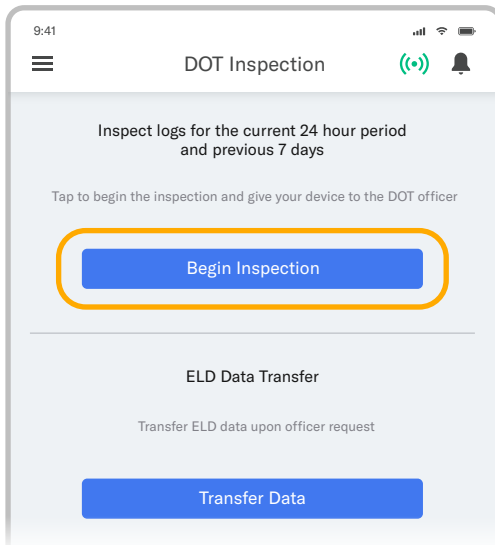 9:41
DOT Inspection
Inspect logs for the current 24 hour period
and previous 7 days
Tap to begin the inspection and give your device to the DOT officer
Begin Inspection
ELD Data Transfer
Transfer ELD data upon officer request
Transfer Data